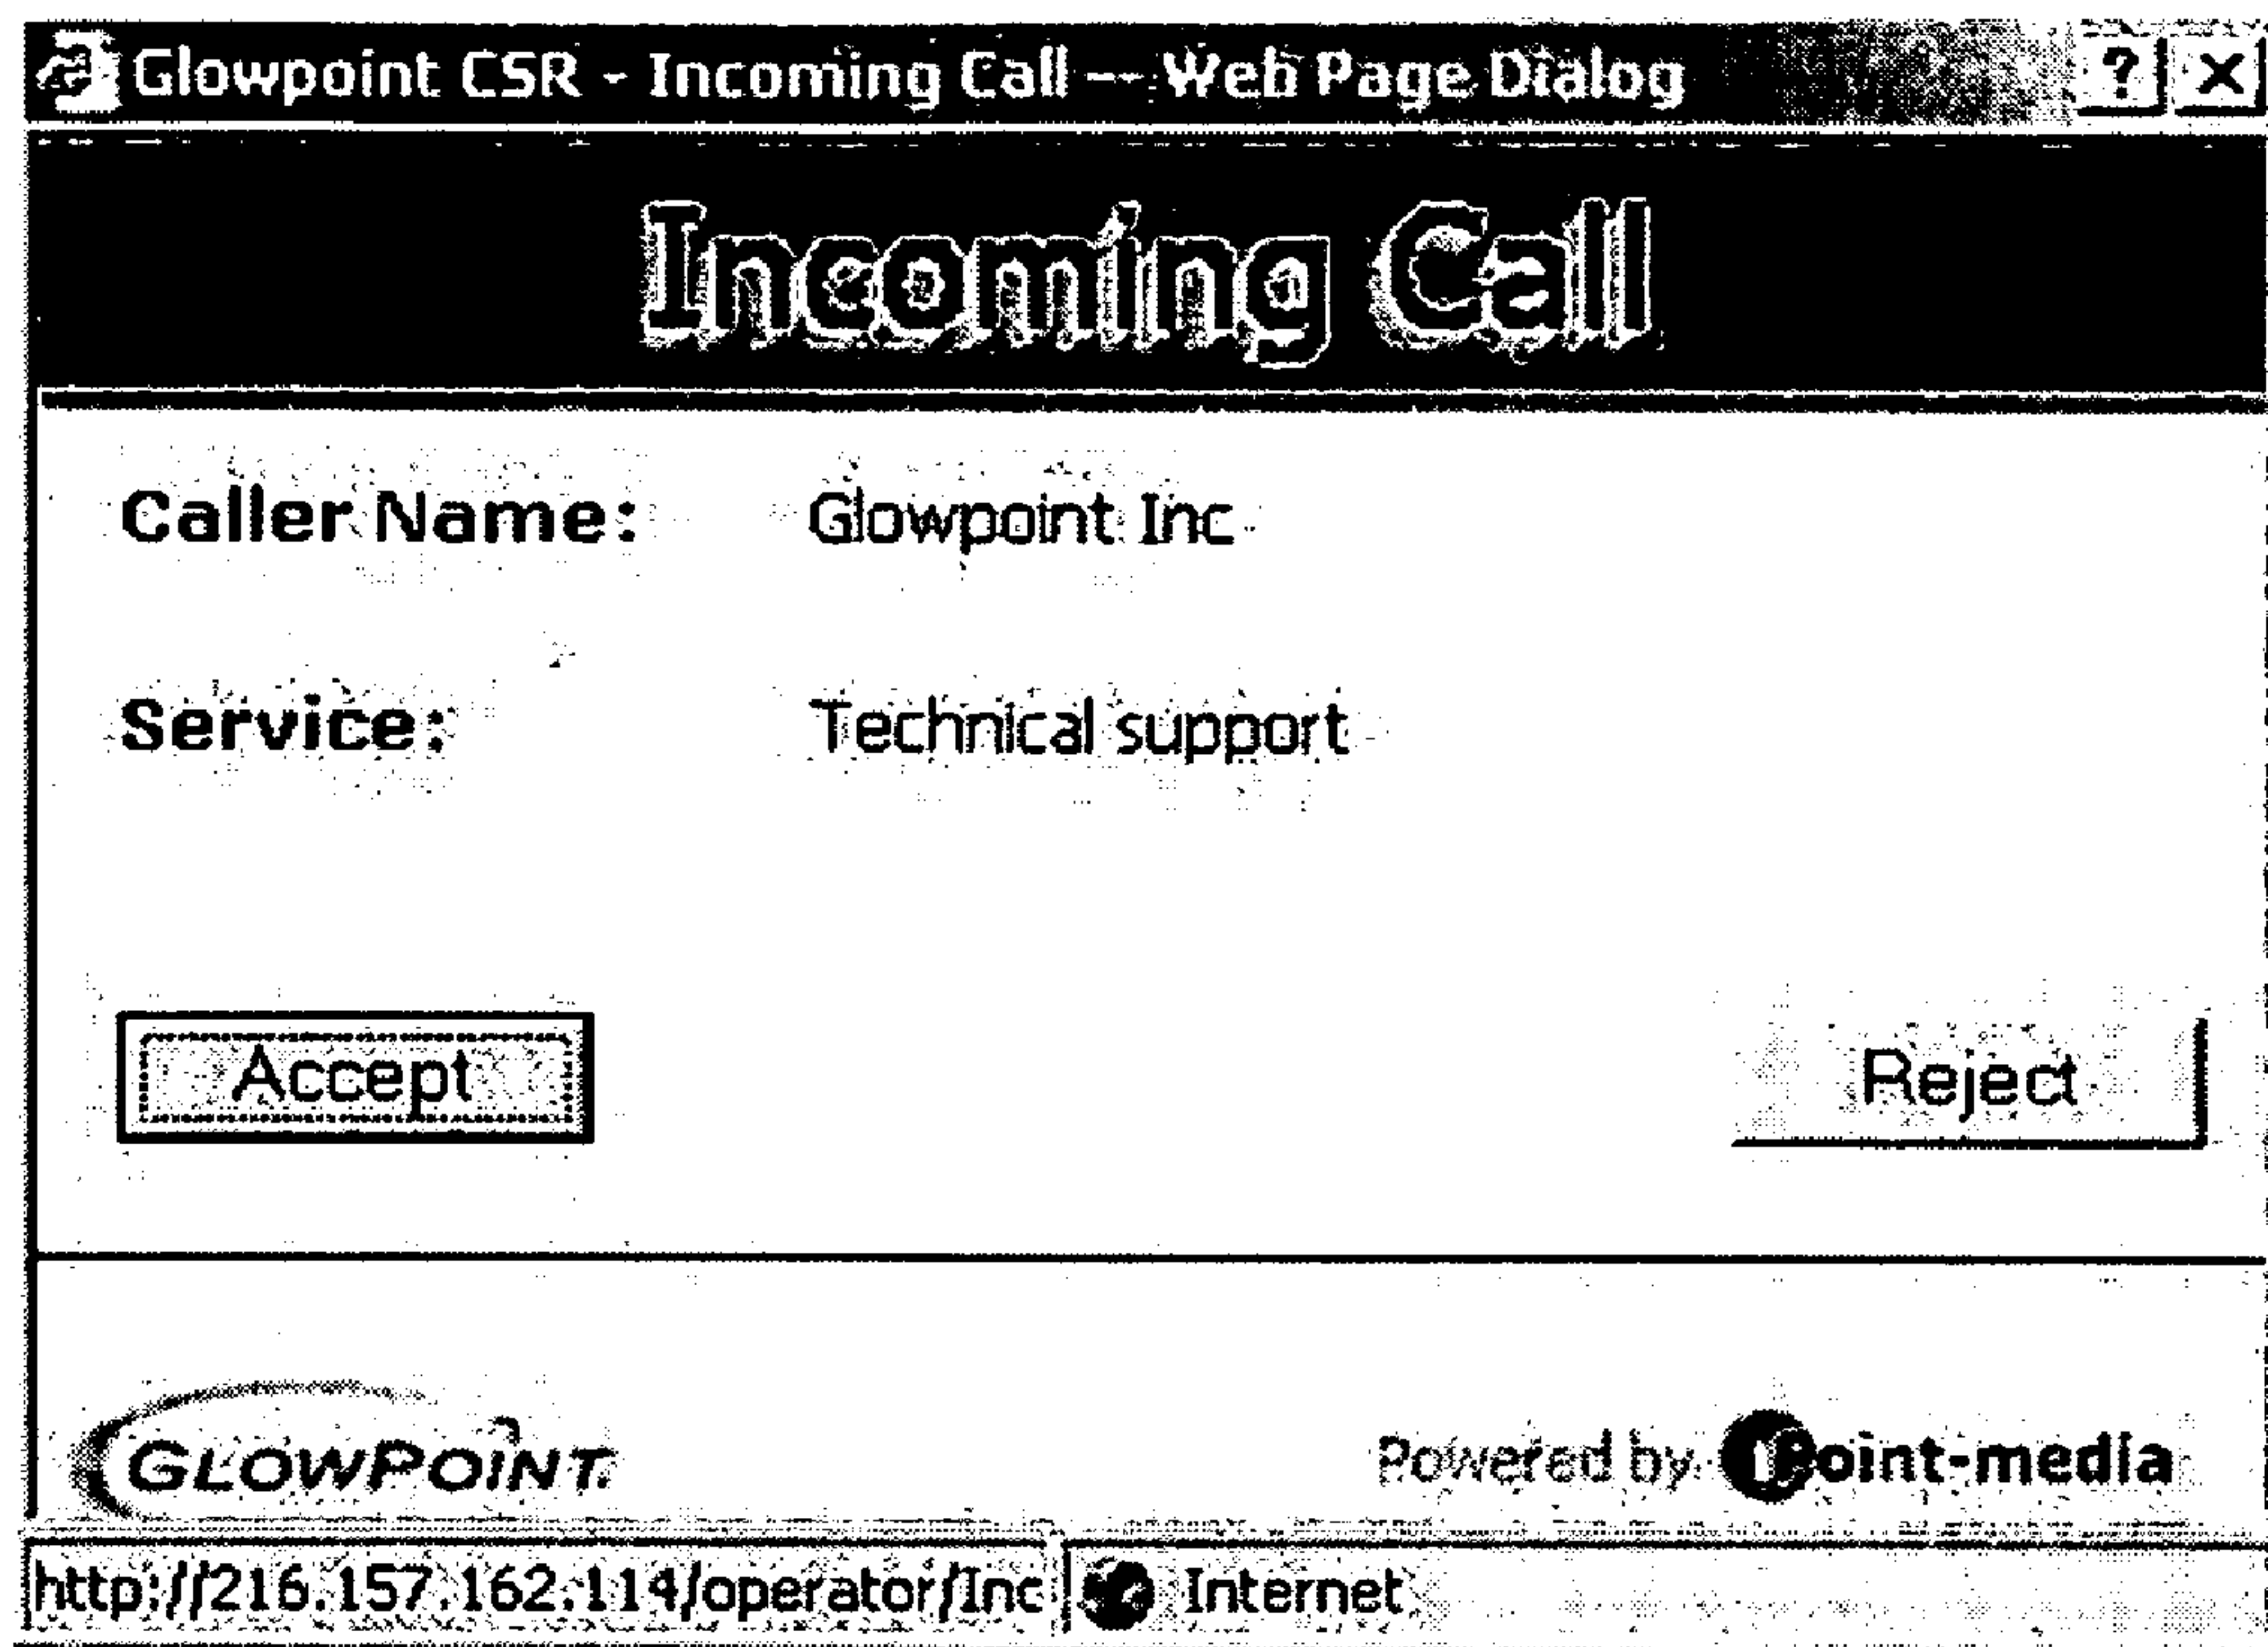 Glowpoint CSR - Incoming Call -- Web Page Dialog ? X
Incoming Call
Caller Name: Glowpoint Inc
Service: Technical support
Accept Reject
GLOWPOINT Powered by iPoint-media
http://216.157.162.114/operator/Inc Internet